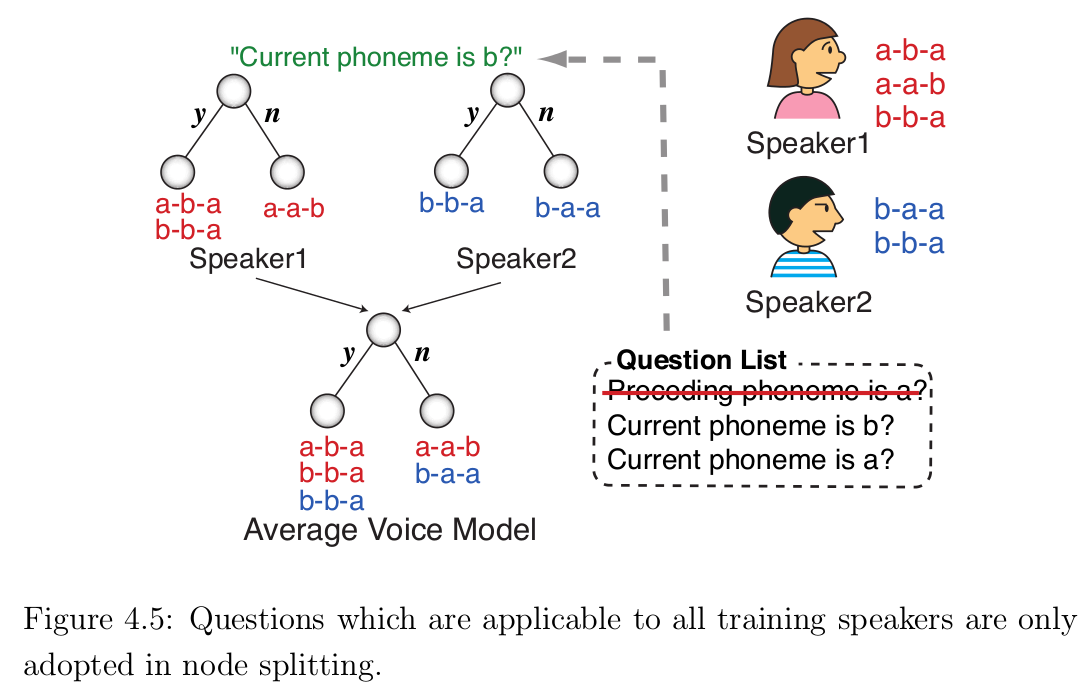 "Current phoneme is b?"
y
n
a-b-a
b-b-a
a-a-b
Speaker1
y
n
b-b-a
b-a-a
Speaker2
y
n
a-b-a
b-b-a
b-b-a
a-a-b
b-a-a
Average Voice Model
a-b-a
a-a-b
b-b-a
Speaker1
b-a-a
b-b-a
Speaker2
Question List
Preceding phoneme is a?
Current phoneme is b?
Current phoneme is a?
Figure 4.5: Questions which are applicable to all training speakers are only
adopted in node splitting.